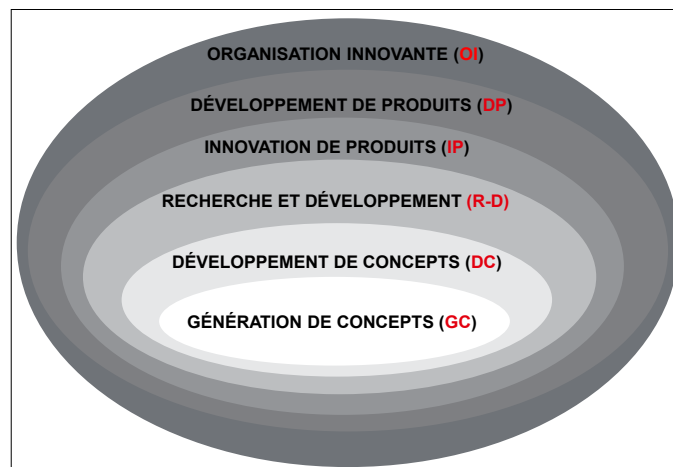 ORGANISATION INNOVANTE (OI)
DÉVELOPPEMENT DE PRODUITS (DP)
INNOVATION DE PRODUITS (IP)
RECHERCHE ET DÉVELOPPEMENT (R-D)
DÉVELOPPEMENT DE CONCEPTS (DC)
GÉNÉRATION DE CONCEPTS (GC)